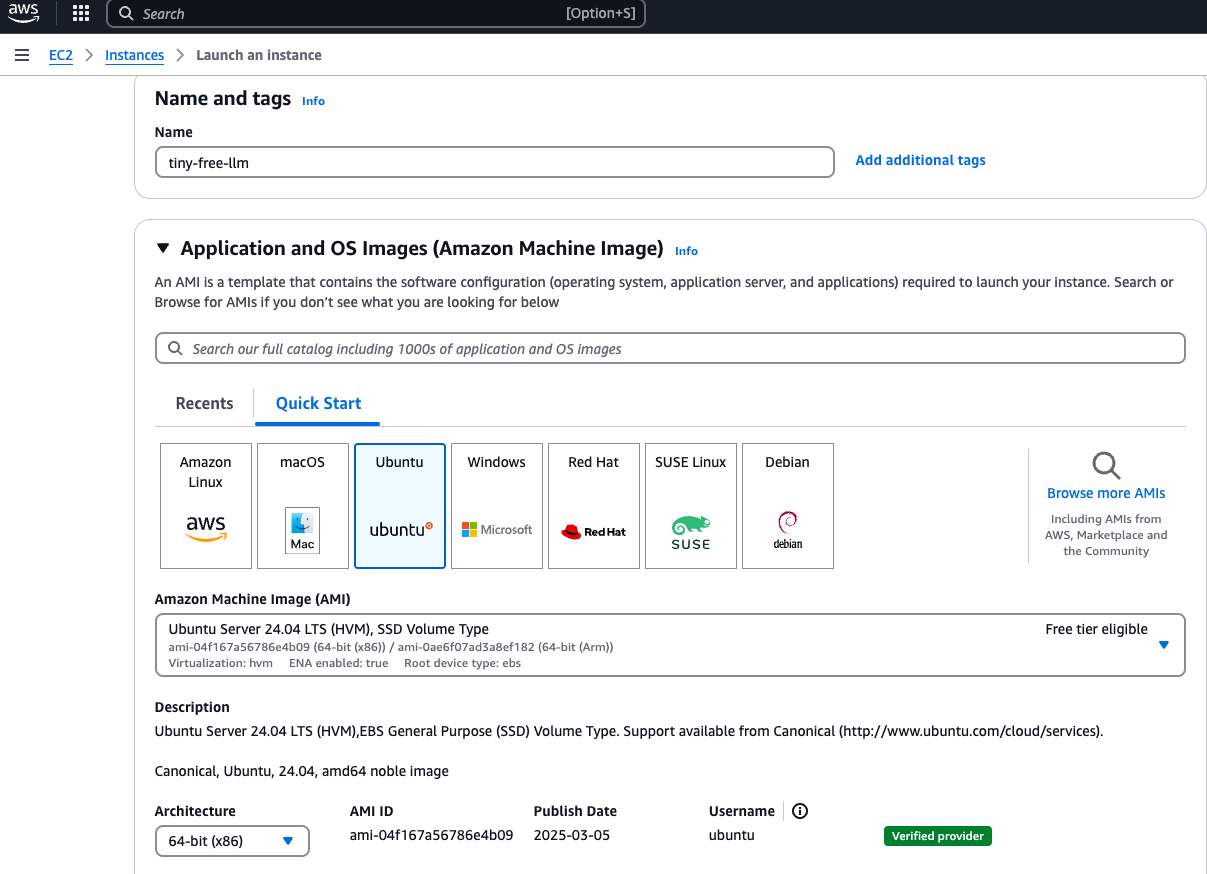 aws
Search
[Option+S]
EC2
Instances
Launch an instance
Name and tags Info
Name
tiny-free-llm
Add additional tags
Application and OS Images (Amazon Machine Image) Info
An AMI is a template that contains the software configuration (operating system, application server, and applications) required to launch your instance. Search or
Browse for AMIs if you don’t see what you are looking for below
Search our full catalog including 1000s of application and OS images
Recents
Quick Start
Amazon
Linux
aws
macOS
Mac
Ubuntu
ubuntu
Windows
Microsoft
Red Hat
Red Hat
SUSE Linux
SUSE
Debian
debian
Browse more AMIs
Including AMIs from
AWS, Marketplace and
the Community
Amazon Machine Image (AMI)
Ubuntu Server 24.04 LTS (HVM), SSD Volume Type
Free tier eligible
ami-04f167a56786e4b09 (64-bit (x86)) / ami-0ae6f07ad3a8ef182 (64-bit (Arm))
Virtualization: hvm ENA enabled: true Root device type: ebs
Description
Ubuntu Server 24.04 LTS (HVM),EBS General Purpose (SSD) Volume Type. Support available from Canonical (http://www.ubuntu.com/cloud/services).
Canonical, Ubuntu, 24.04, amd64 noble image
Architecture
64-bit (x86)
AMI ID
ami-04f167a56786e4b09
Publish Date
2025-03-05
Username
ubuntu
Verified provider